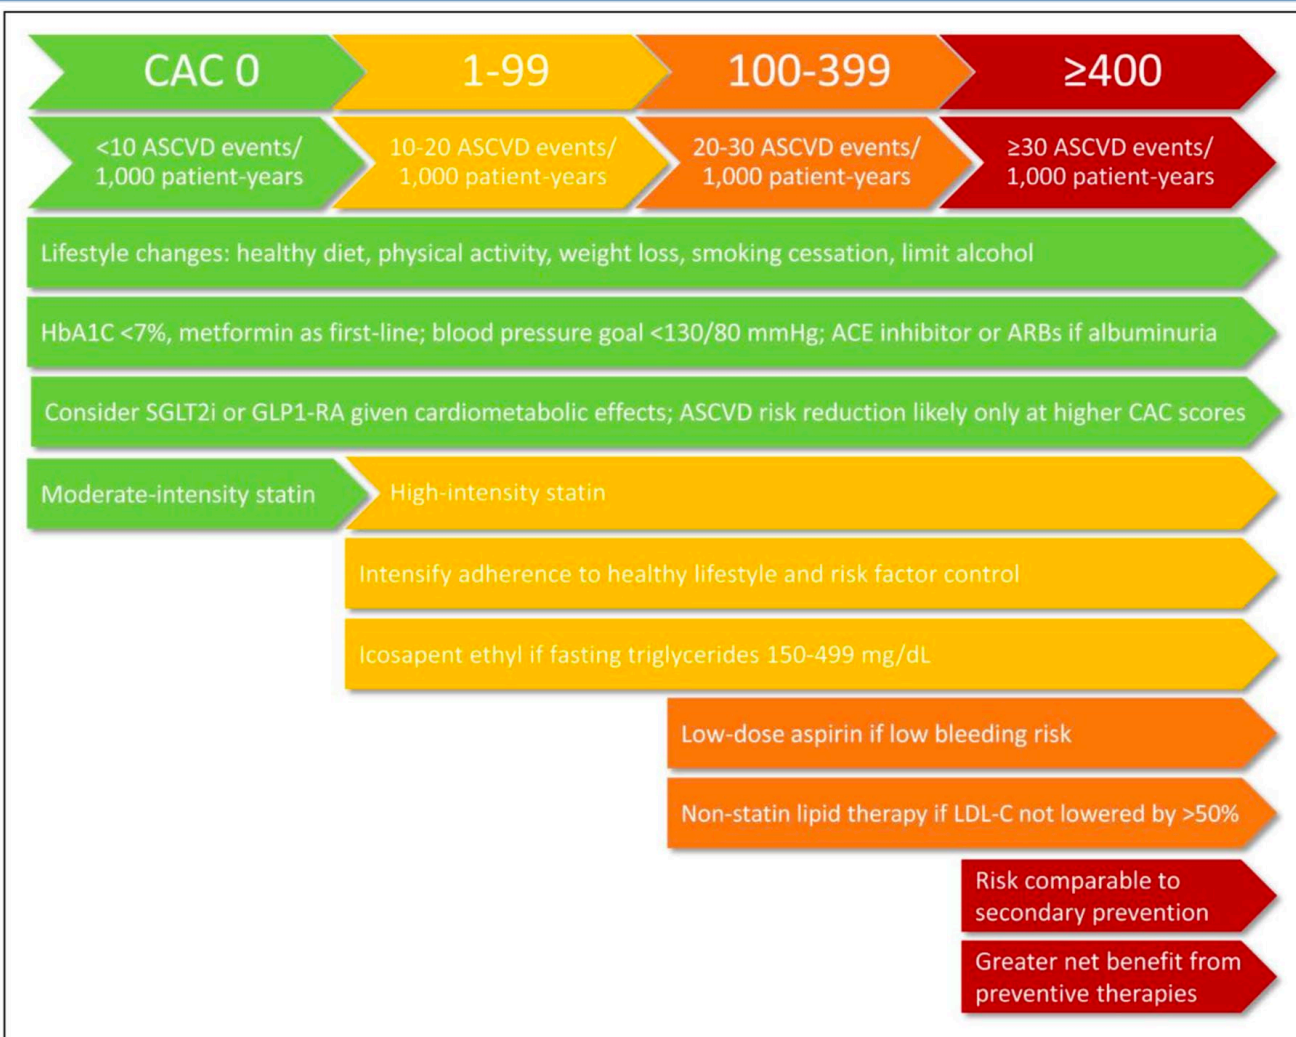 CAC 0
1-99
100-399
≥400
<10 ASCVD events/
1,000 patient-years
10-20 ASCVD events/
1,000 patient-years
20-30 ASCVD events/
1,000 patient-years
≥30 ASCVD events/
1,000 patient-years
Lifestyle changes: healthy diet, physical activity, weight loss, smoking cessation, limit alcohol
HbA1C <7%, metformin as first-line; blood pressure goal <130/80 mmHg; ACE inhibitor or ARBs if albuminuria
Consider SGLT2i or GLP1-RA given cardiometabolic effects; ASCVD risk reduction likely only at higher CAC scores
Moderate-intensity statin
High-intensity statin
Intensify adherence to healthy lifestyle and risk factor control
Icosapent ethyl if fasting triglycerides 150-499 mg/dL
Low-dose aspirin if low bleeding risk
Non-statin lipid therapy if LDL-C not lowered by >50%
Risk comparable to
secondary prevention
Greater net benefit from
preventive therapies